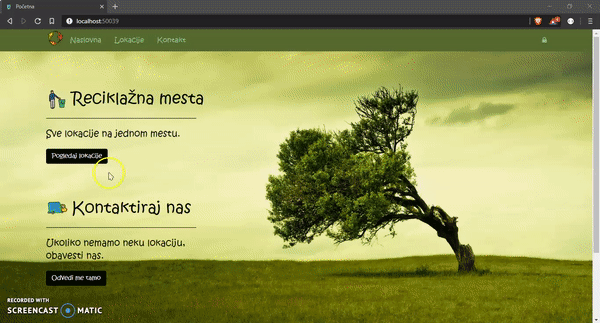 Početna
localhost:50039
Naslovna Lokacije Kontakt
Reciklažna mesta
Sve lokacije na jednom mestu.
Pogledaj lokacije
Kontaktiraj nas
Ukoliko nemamo neku lokaciju,
obavesti nas.
Odvedi me tamo
RECORDED WITH
SCREENCAST MATIC